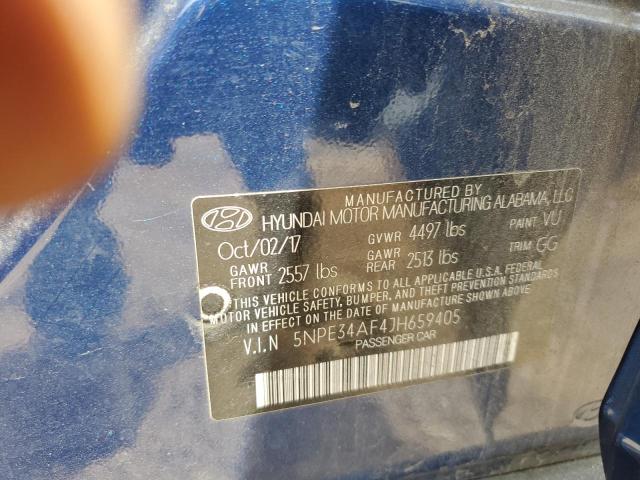 MANUFACTURED BY
HYUNDAI MOTOR MANUFACTURING ALABAMA, LLC
Oct/02/17 GVWR 4497 lbs PAINT VU
GAWR FRONT 2557 lbs GAWR REAR 2513 lbs TRIM GG
THIS VEHICLE CONFORMS TO ALL APPLICABLE U.S.A. FEDERAL
MOTOR VEHICLE SAFETY, BUMPER, AND THEFT PREVENTION STANDARDS
IN EFFECT ON THE DATE OF MANUFACTURE SHOWN ABOVE.
V.I.N 5NPE34AF4JH659405
PASSENGER CAR